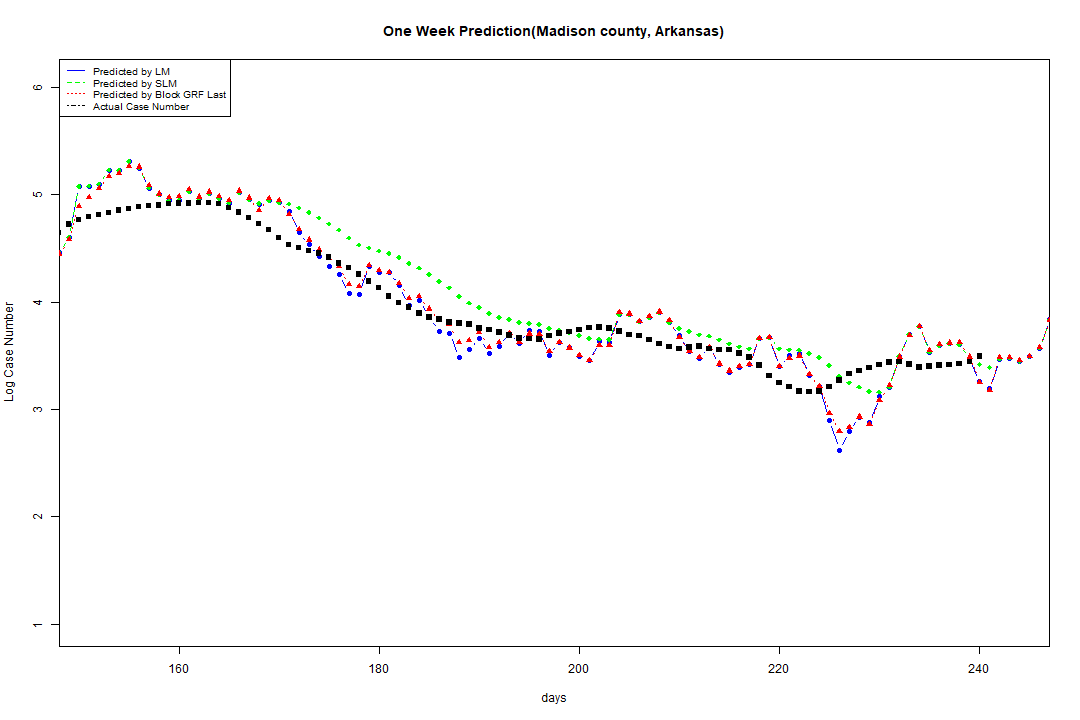 One Week Prediction(Madison county, Arkansas)
Predicted by LM
Predicted by SLM
Predicted by Block GRF Last
Actual Case Number
Log Case Number
6
5
4
3
2
1
160 180 200 220 240
days